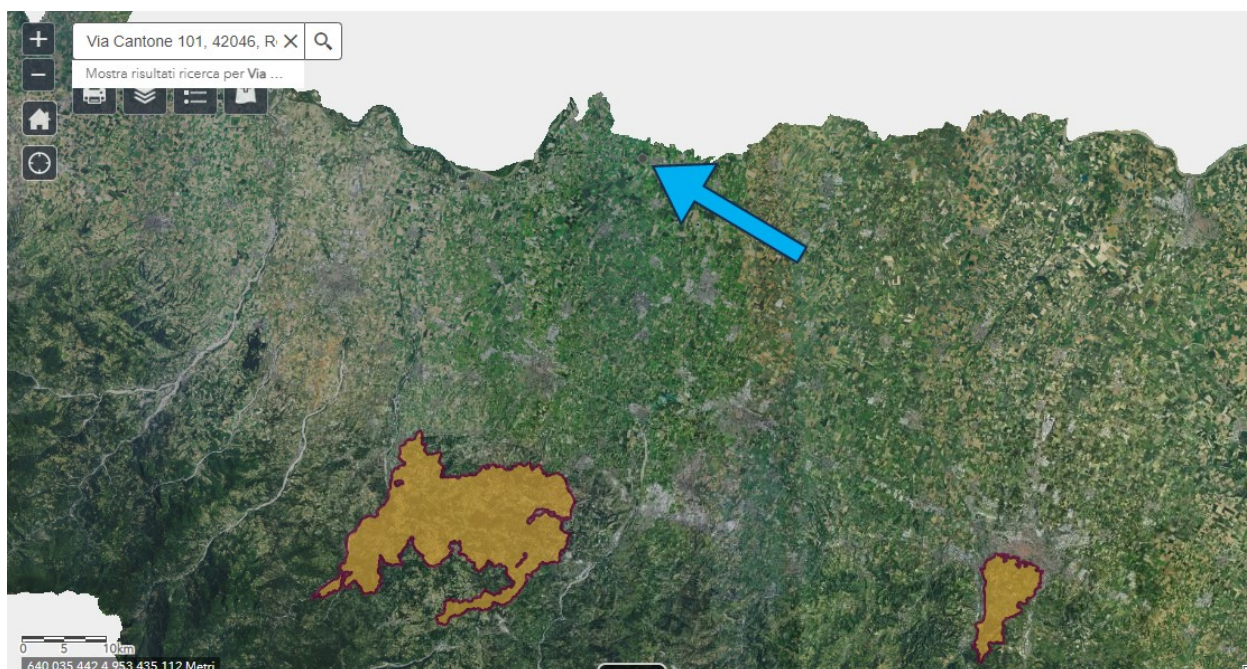 +
Via Cantone 101, 42046, R
Mostra risultati ricerca per Via ...
−
0 5 10km
640 035,442 4 953 435,112 Metri